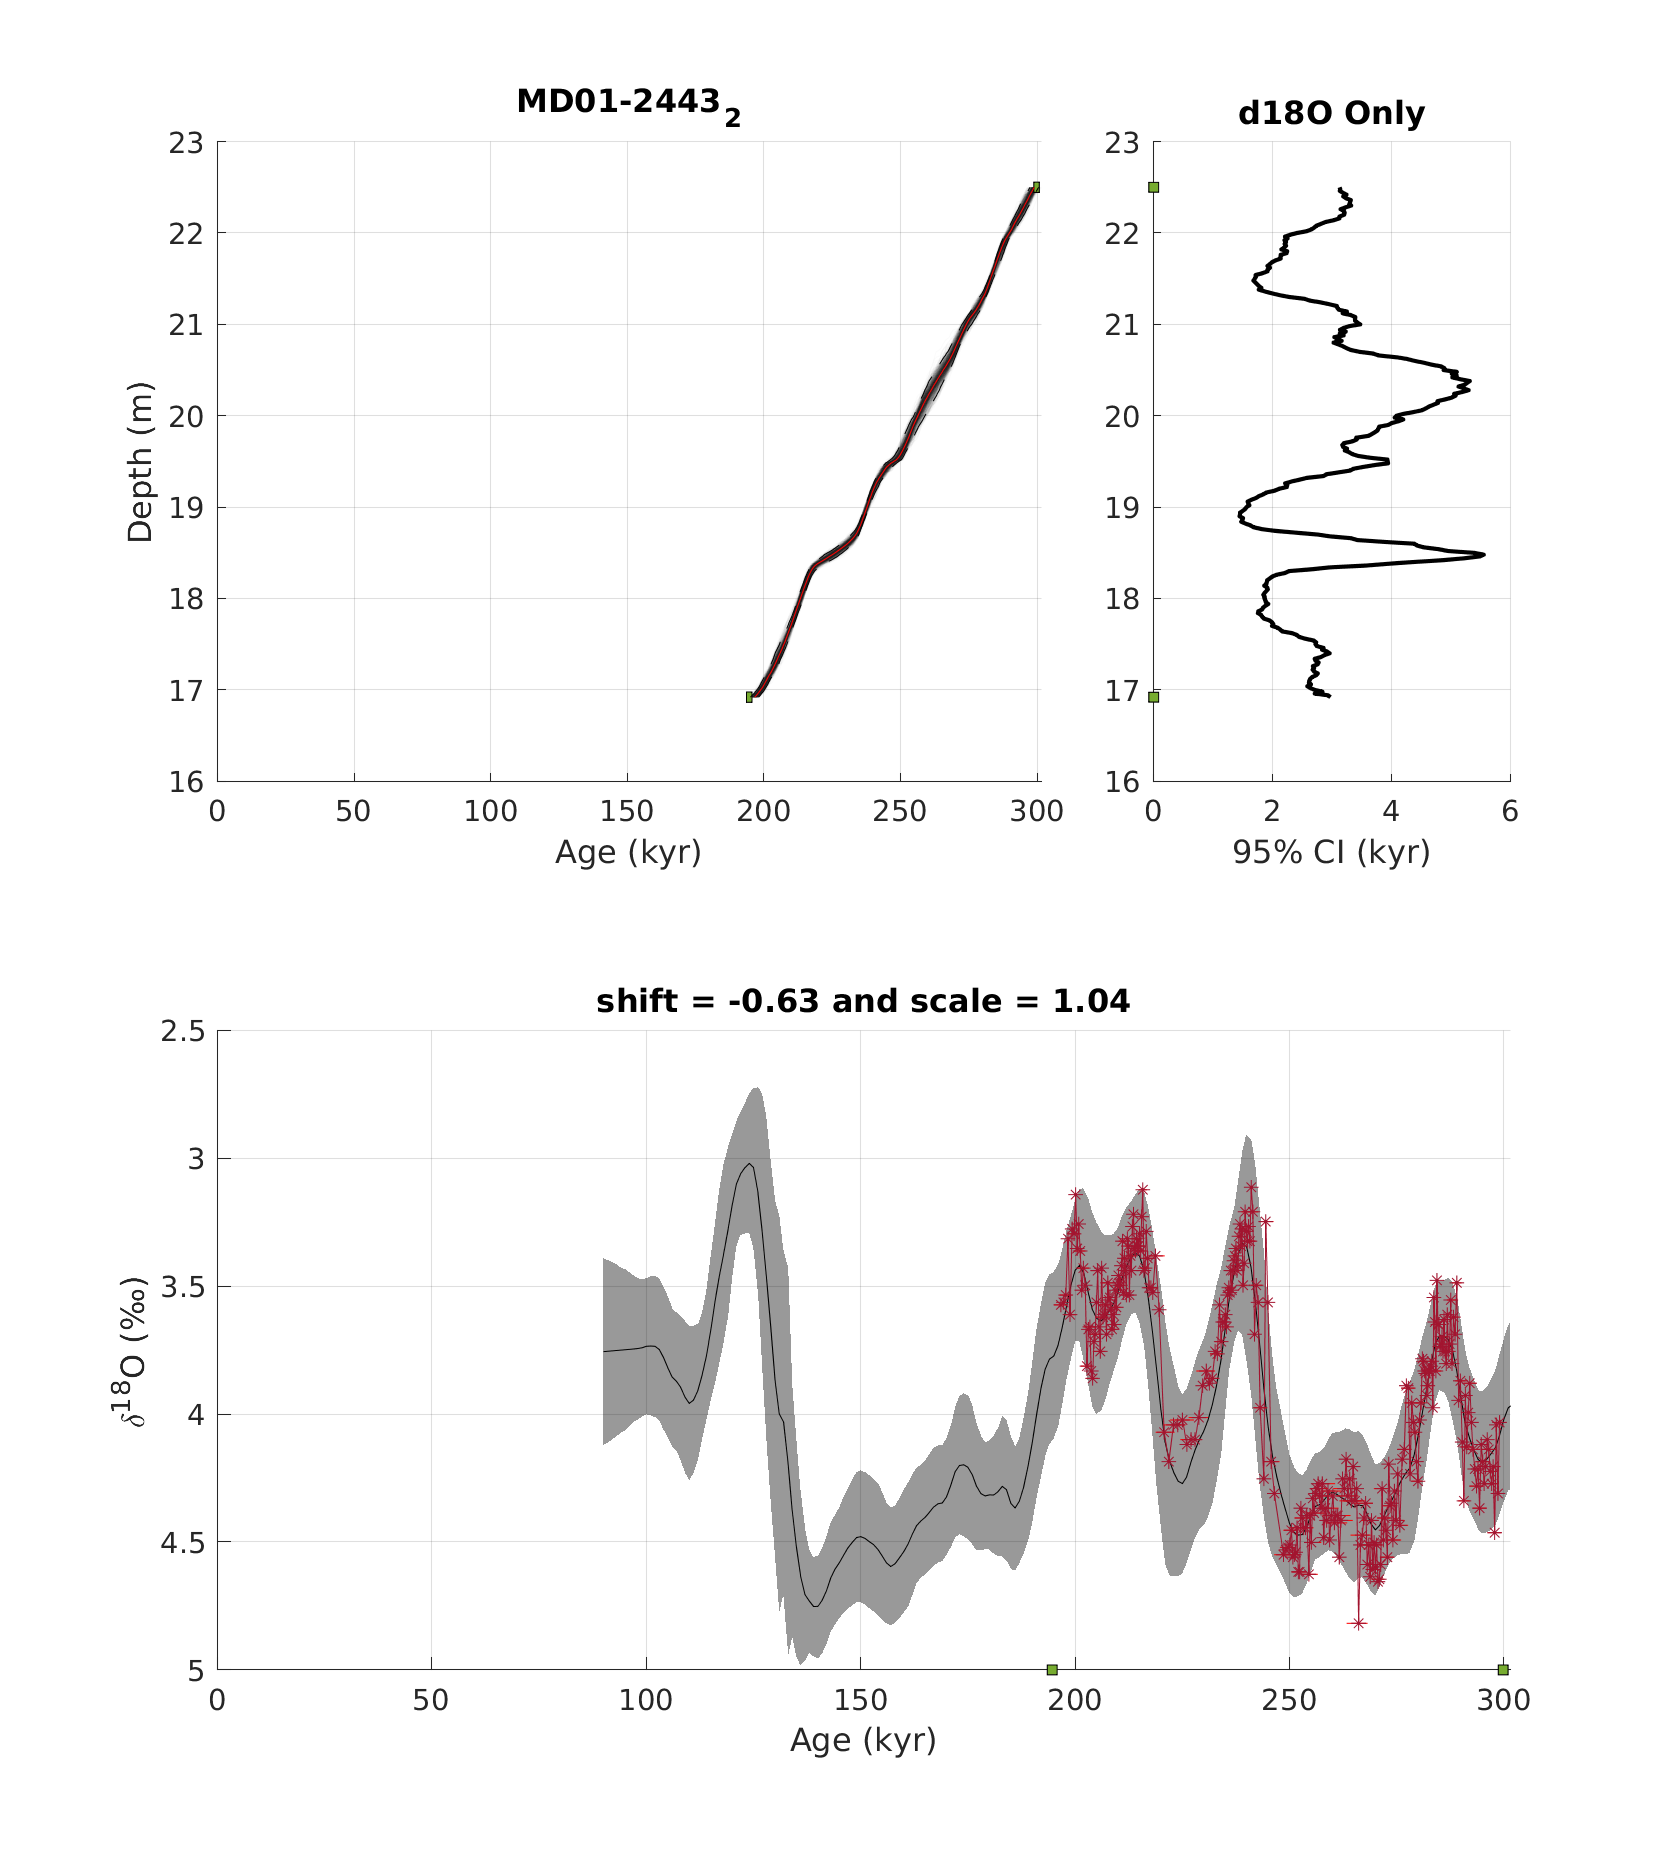 MD01-2443₂
23
22
21
20
19
18
17
16
0 50 100 150 200 250 300
Depth (m)
Age (kyr)
d18O Only
23
22
21
20
19
18
17
16
0 2 4 6
95% CI (kyr)
shift = -0.63 and scale = 1.04
2.5
3
3.5
4
4.5
5
0 50 100 150 200 250 300
δ¹⁸O (‰)
Age (kyr)